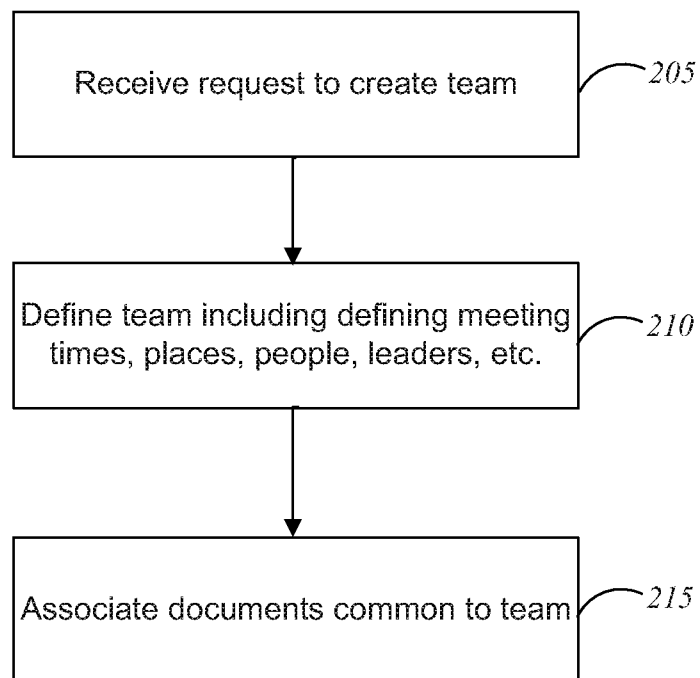 Receive request to create team
205
Define team including defining meeting
times, places, people, leaders, etc.
210
Associate documents common to team
215